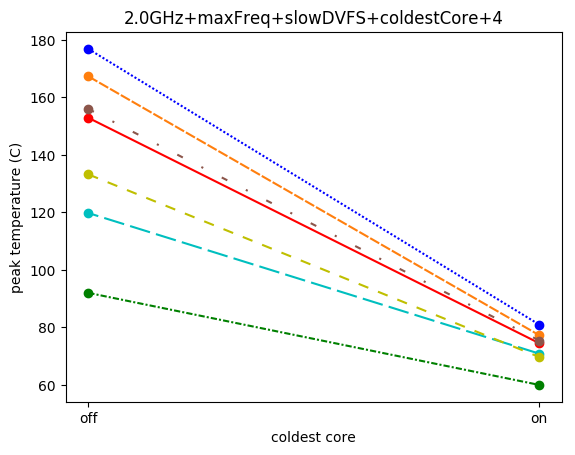 2.0GHz+maxFreq+slowDVFS+coldestCore+4
180
160
140
120
100
80
60
peak temperature (C)
off
on
coldest core